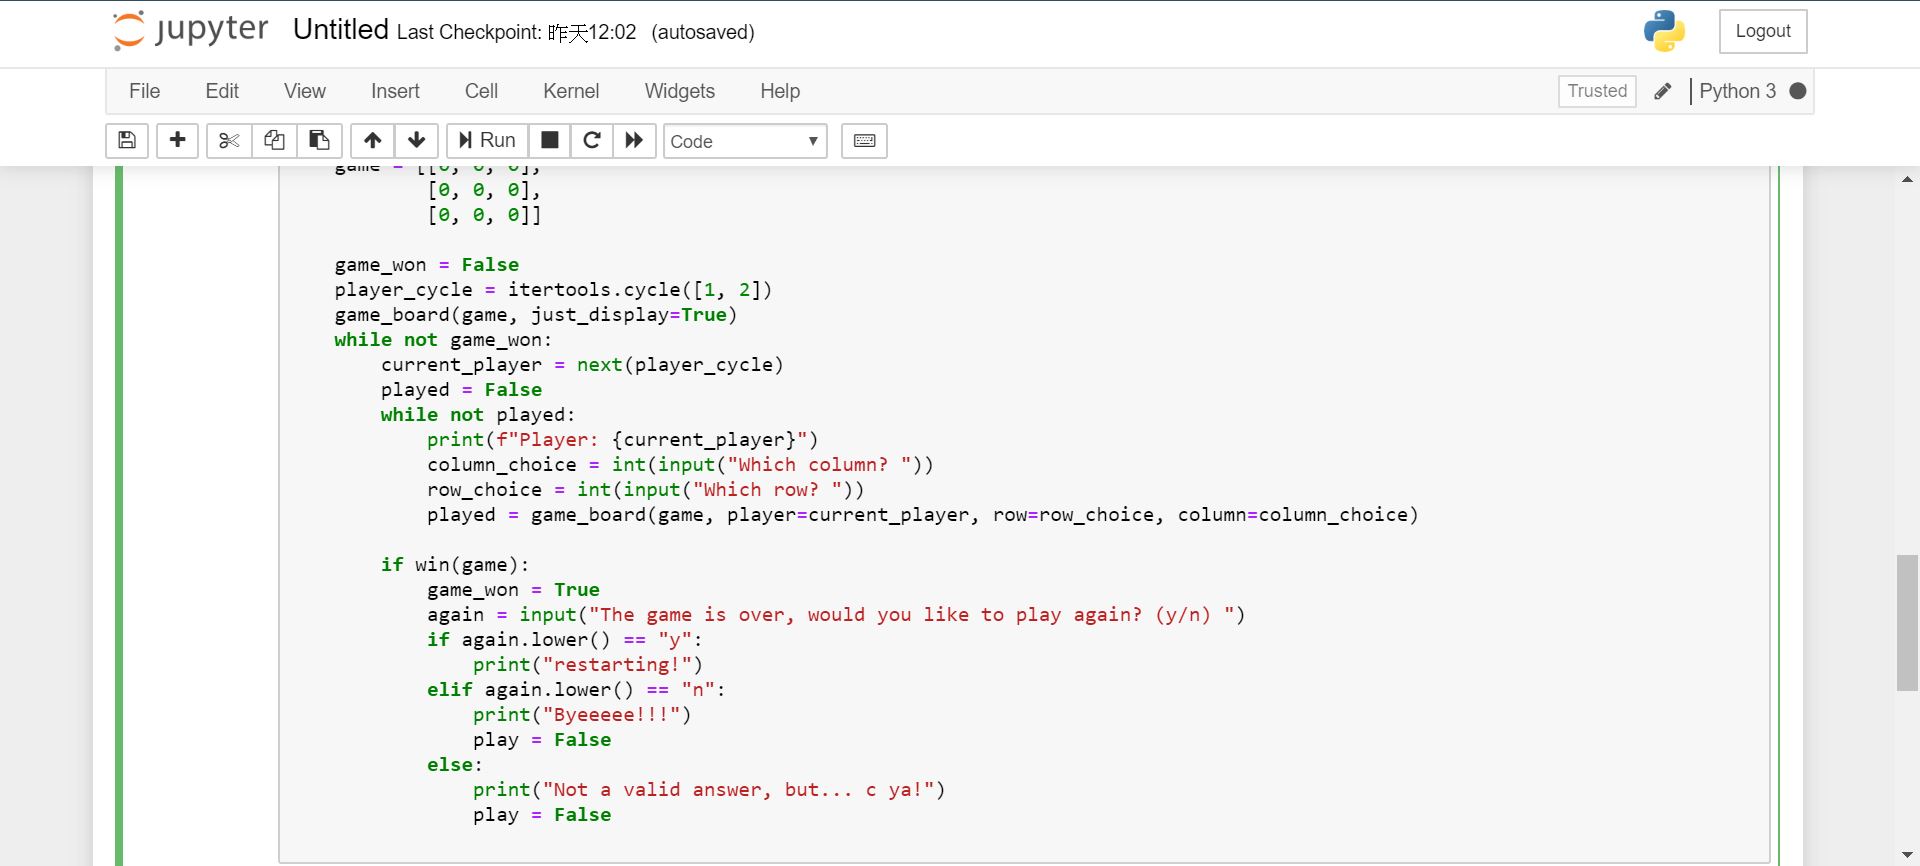 jupyter Untitled Last Checkpoint: 昨天12:02 (autosaved) Logout
File Edit View Insert Cell Kernel Widgets Help Trusted Python 3
Run Code
game = [[0, 0, 0],
[0, 0, 0],
[0, 0, 0]]
game_won = False
player_cycle = itertools.cycle([1, 2])
game_board(game, just_display=True)
while not game_won:
current_player = next(player_cycle)
played = False
while not played:
print(f"Player: {current_player}")
column_choice = int(input("Which column? "))
row_choice = int(input("Which row? "))
played = game_board(game, player=current_player, row=row_choice, column=column_choice)
if win(game):
game_won = True
again = input("The game is over, would you like to play again? (y/n) ")
if again.lower() == "y":
print("restarting!")
elif again.lower() == "n":
print("Byeeeee!!!")
play = False
else:
print("Not a valid answer, but... c ya!")
play = False